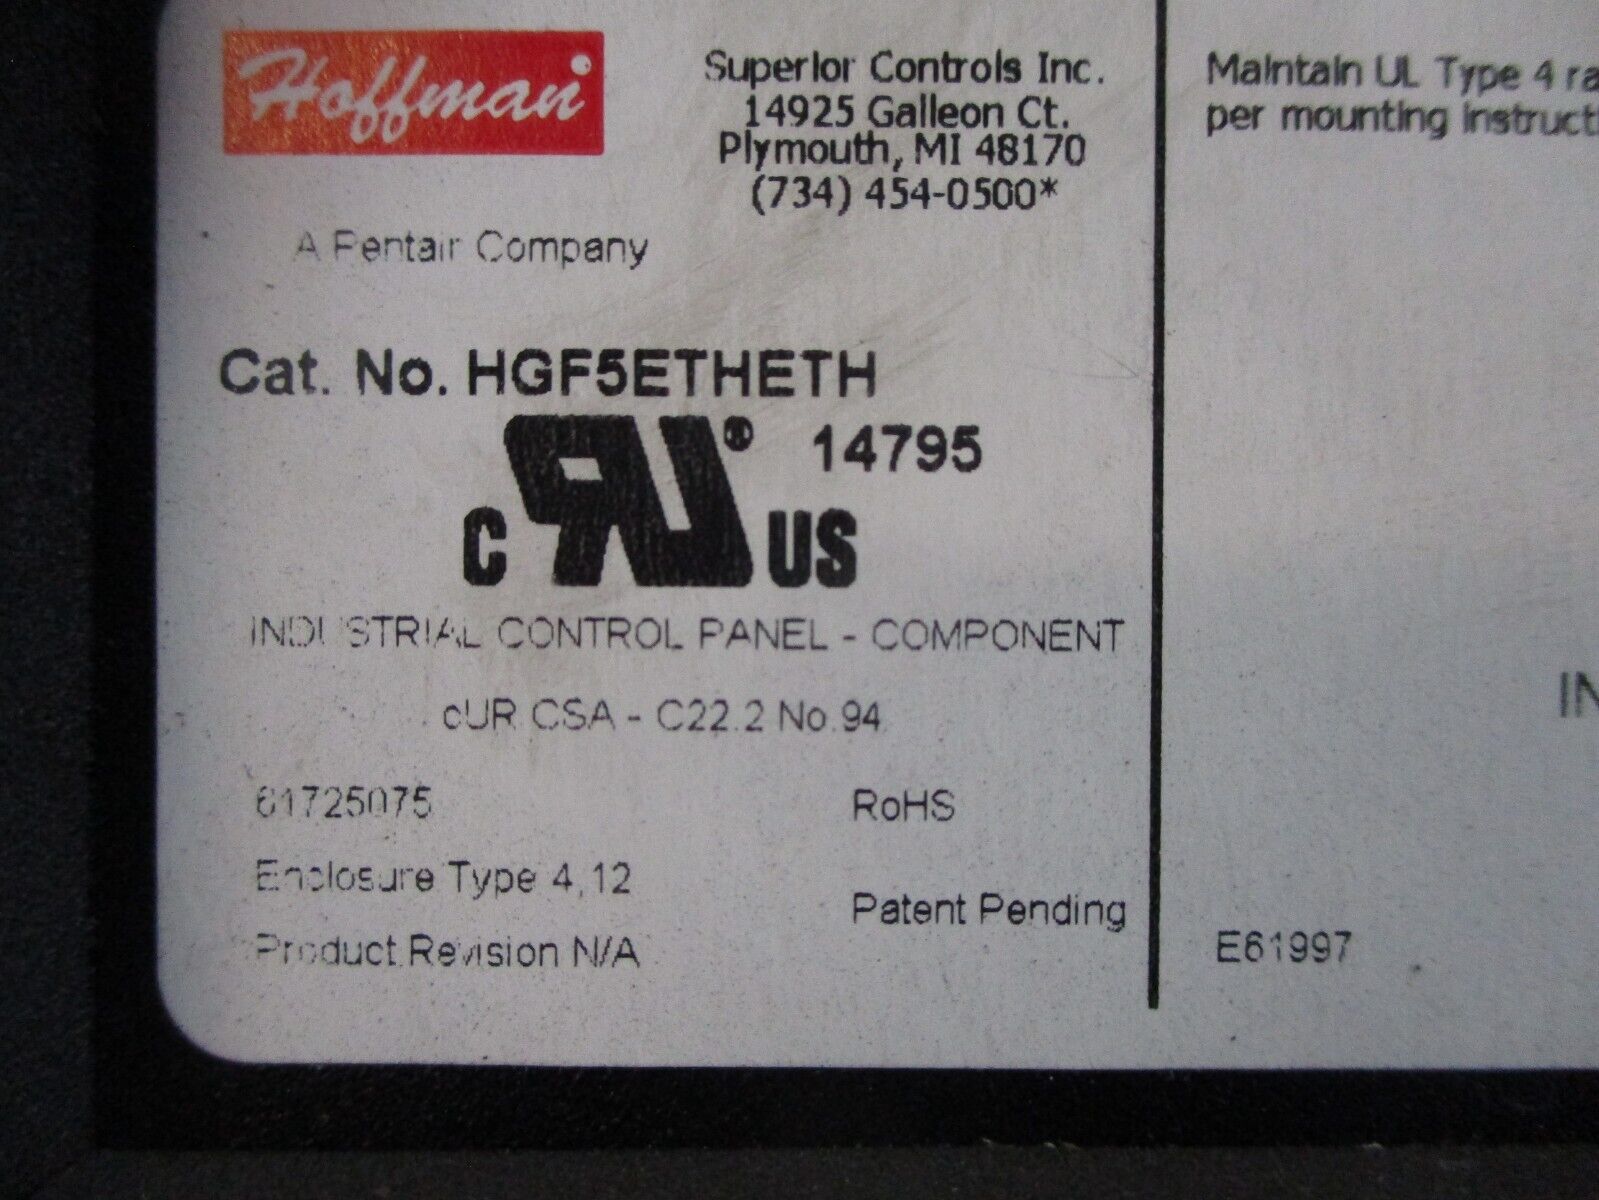 Hoffman®
Superior Controls Inc.
14925 Galleon Ct.
Plymouth, MI 48170
(734) 454-0500*
A Pentair Company
Cat. No. HGF5ETHETH
14795
c RU® US
INDUSTRIAL CONTROL PANEL - COMPONENT
cUR CSA - C22.2 No.94
61725075
RoHS
Enclosure Type 4,12
Patent Pending
Product Revision N/A
Maintain UL Type 4 ra
per mounting instructi
IN
E61997